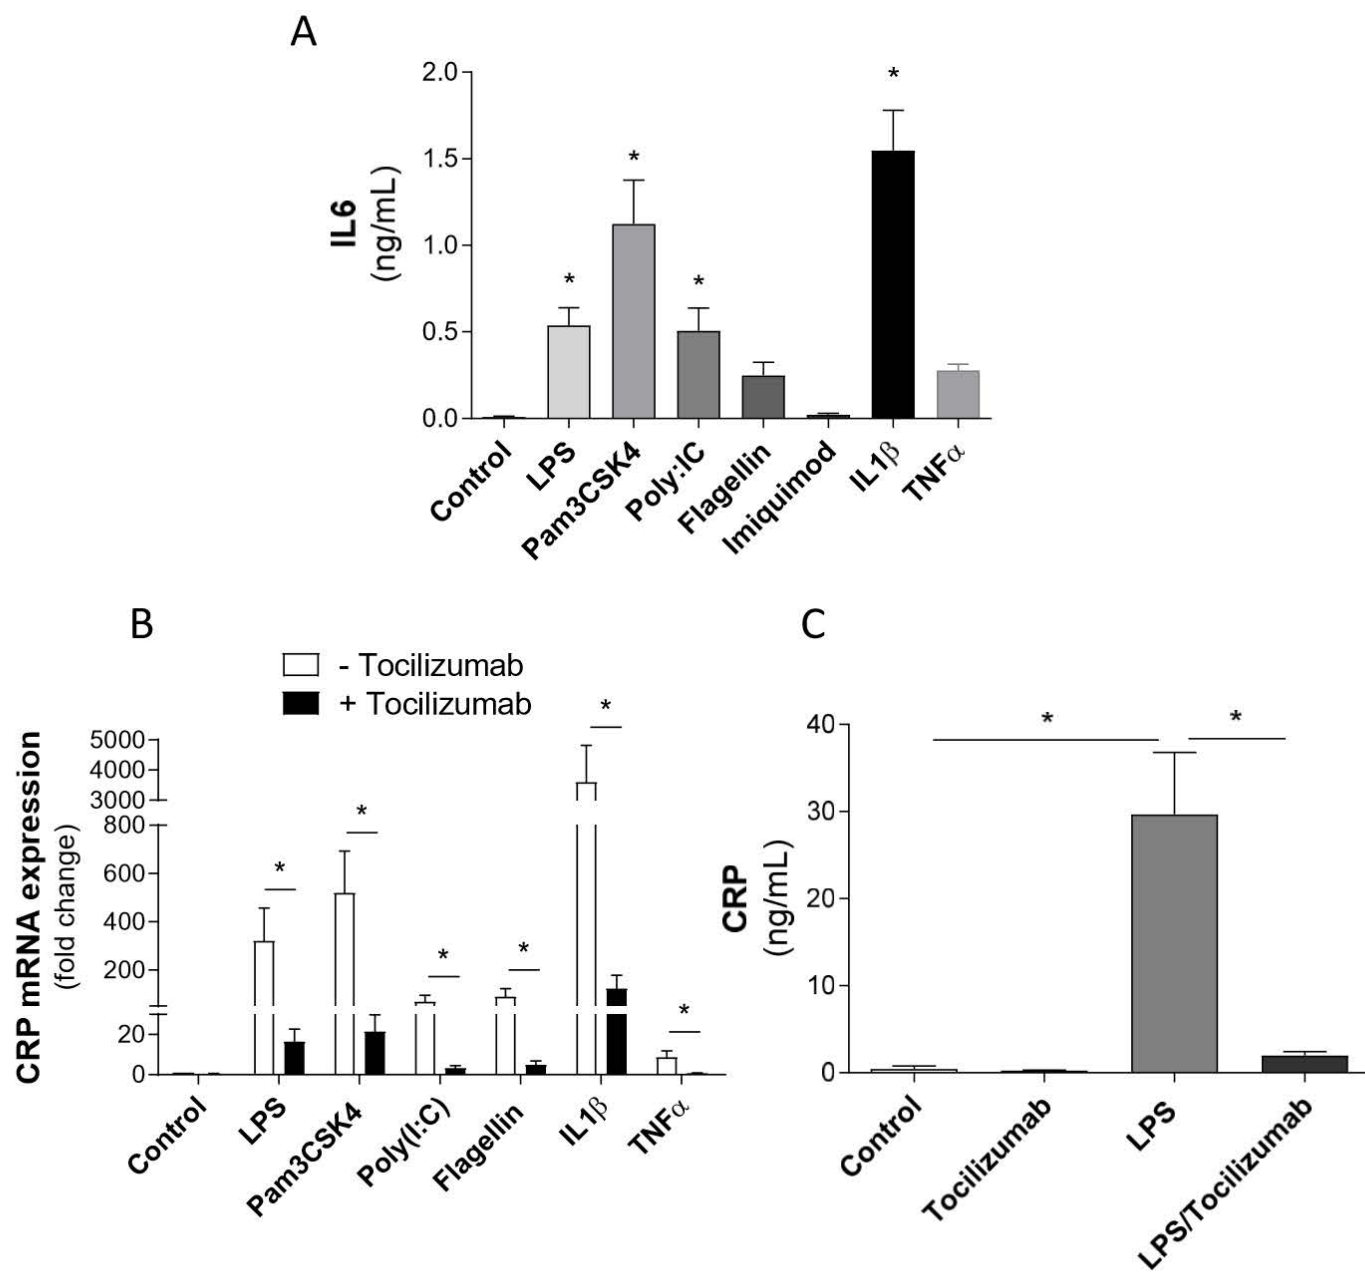 A
IL6
(ng/mL)
2.0
1.5
1.0
0.5
0.0
*
*
*
*
Control
LPS
Pam3CSK4
Poly:IC
Flagellin
Imiquimod
IL1β
TNFα
B
- Tocilizumab
+ Tocilizumab
CRP mRNA expression
(fold change)
5000
4000
3000
800
600
400
200
20
0
*
*
*
*
*
*
Control
LPS
Pam3CSK4
Poly(I:C)
Flagellin
IL1β
TNFα
C
CRP
(ng/mL)
40
30
20
10
0
*
*
Control
Tocilizumab
LPS
LPS/Tocilizumab